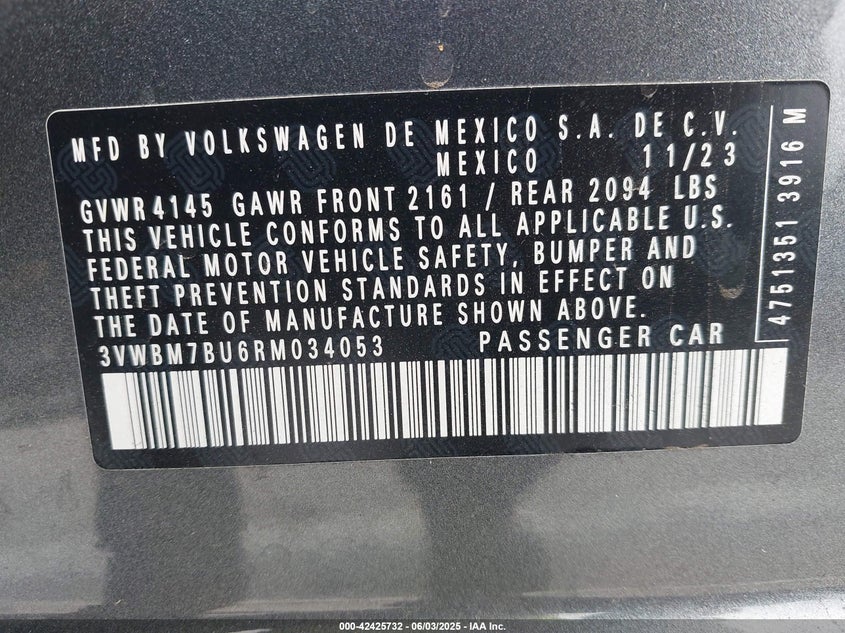 MFD BY VOLKSWAGEN DE MEXICO S.A. DE C.V.
MEXICO 11/23
GVWR 4145 GAWR FRONT 2161 / REAR 2094 LBS
THIS VEHICLE CONFORMS TO ALL APPLICABLE U.S.
FEDERAL MOTOR VEHICLE SAFETY, BUMPER AND
THEFT PREVENTION STANDARDS IN EFFECT ON
THE DATE OF MANUFACTURE SHOWN ABOVE.
3VWBM7BU6RM034053 PASSENGER CAR
4751351 3916 M
000-42425732 - 06/03/2025 - IAA Inc.